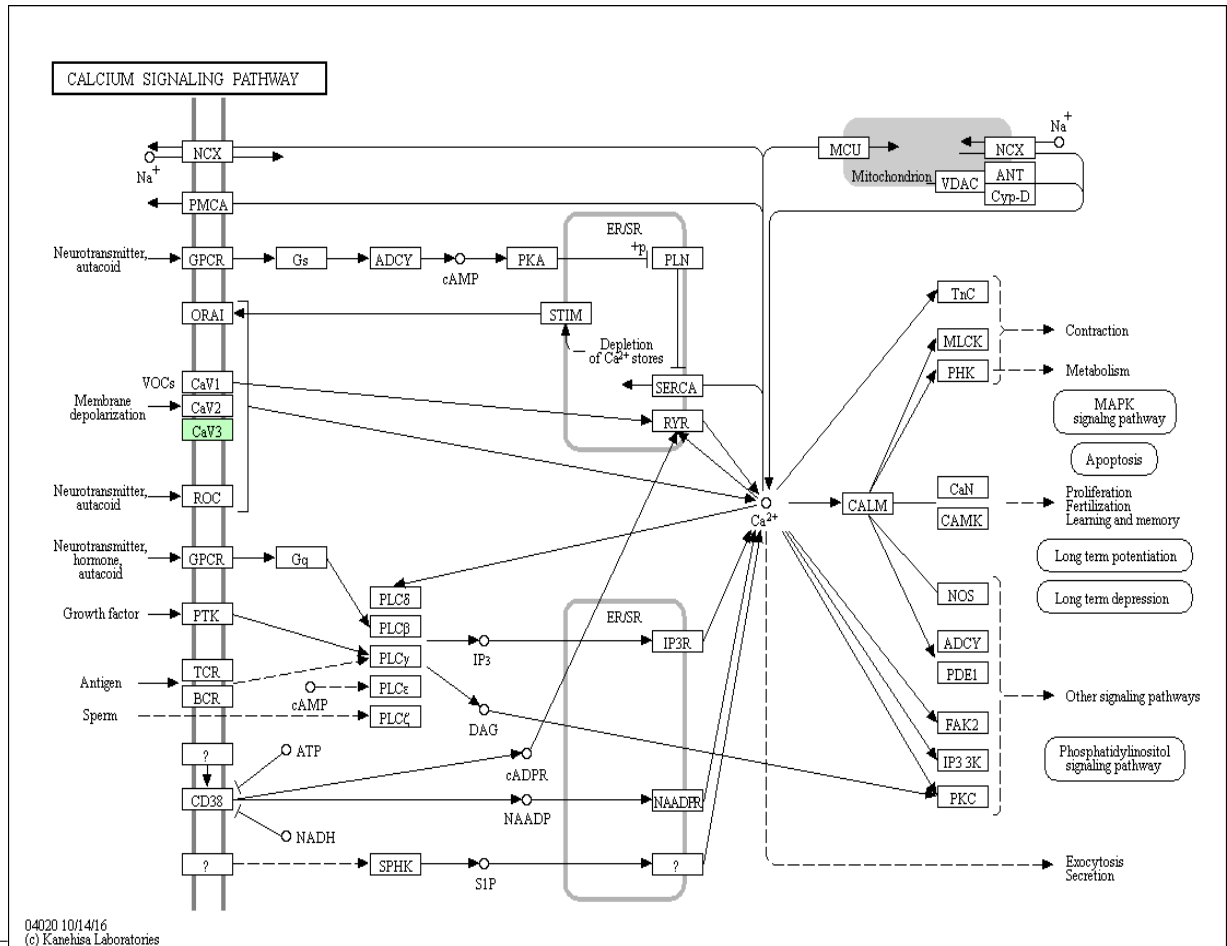 CALCIUM SIGNALING PATHWAY
NCX
Na+
PMCA
Neurotransmitter,
autacoid
GPCR
Gs
ADCY
cAMP
PKA
+p
ER/SR
PLN
MCU
Mitochondrion
NCX
Na+
VDAC
ANT
Cyp-D
ORAI
STIM
Depletion
of Ca2+ stores
VOCs
CaV1
Membrane
depolarization
CaV2
CaV3
SERCA
RYR
Neurotransmitter,
autacoid
ROC
Ca2+
CALM
TnC
MLCK
PHK
Contraction
Metabolism
MAPK
signalng pathway
Apoptosis
CaN
CAMK
Proliferation
Fertilization
Learning and memory
Long term potentiation
Long term depression
Neurotransmitter,
hormone,
autacoid
GPCR
Gq
Growth factor
PTK
PLCδ
PLCβ
PLCγ
PLCε
PLCζ
IP3
ER/SR
IP3R
Antigen
TCR
BCR
cAMP
Sperm
DAG
NOS
ADCY
PDE1
FAK2
IP3 3K
PKC
Other signaling pathways
Phosphatidylinositol
signaling pathway
?
ATP
cADPR
CD38
NAADP
NAADPR
NADH
?
SPHK
S1P
?
Exocytosis
Secretion
04020 10/14/16
(c) Kanehisa Laboratories